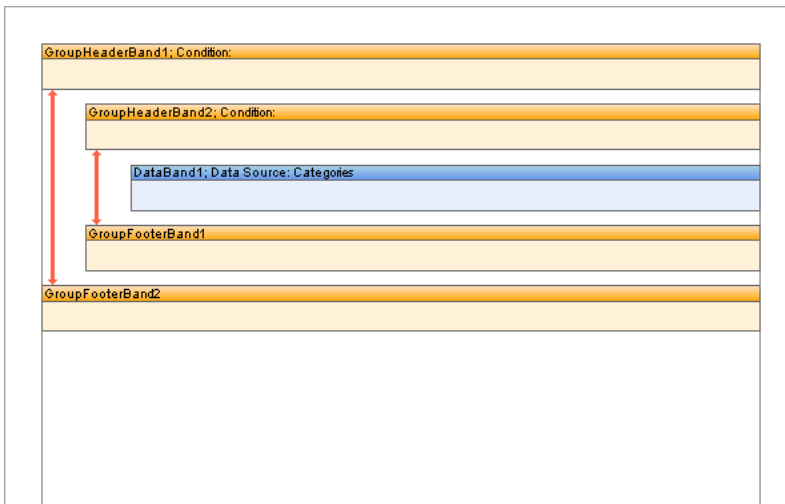 GroupHeaderBand1; Condition:
GroupHeaderBand2; Condition:
DataBand1; Data Source: Categories
GroupFooterBand1
GroupFooterBand2